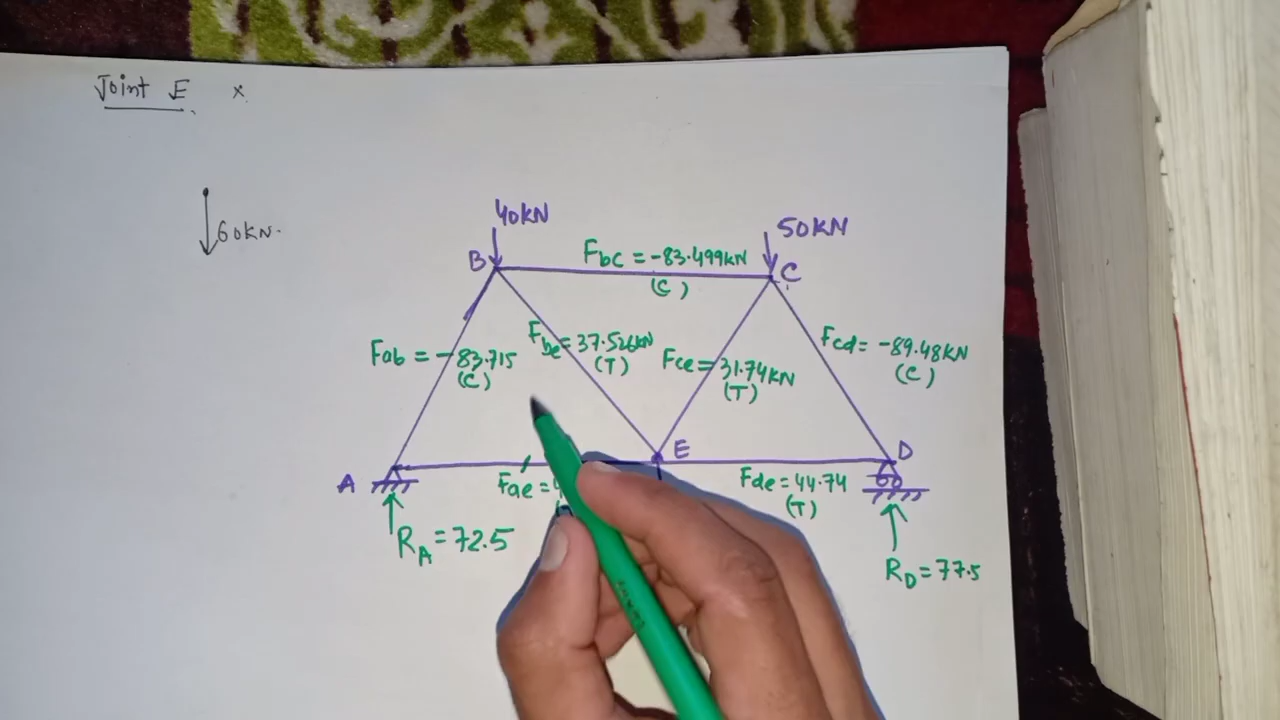 Joint E x
60KN.
40KN
50KN
B
Fbc = -83.499KN
(C)
C
Fab = -83.715
(C)
Fbe = 37.526KN
(T)
Fce = 31.74KN
(T)
Fcd = -89.48KN
(C)
E
D
A
Fae =
Fde = 44.74
(T)
RA = 72.5
RD = 77.5